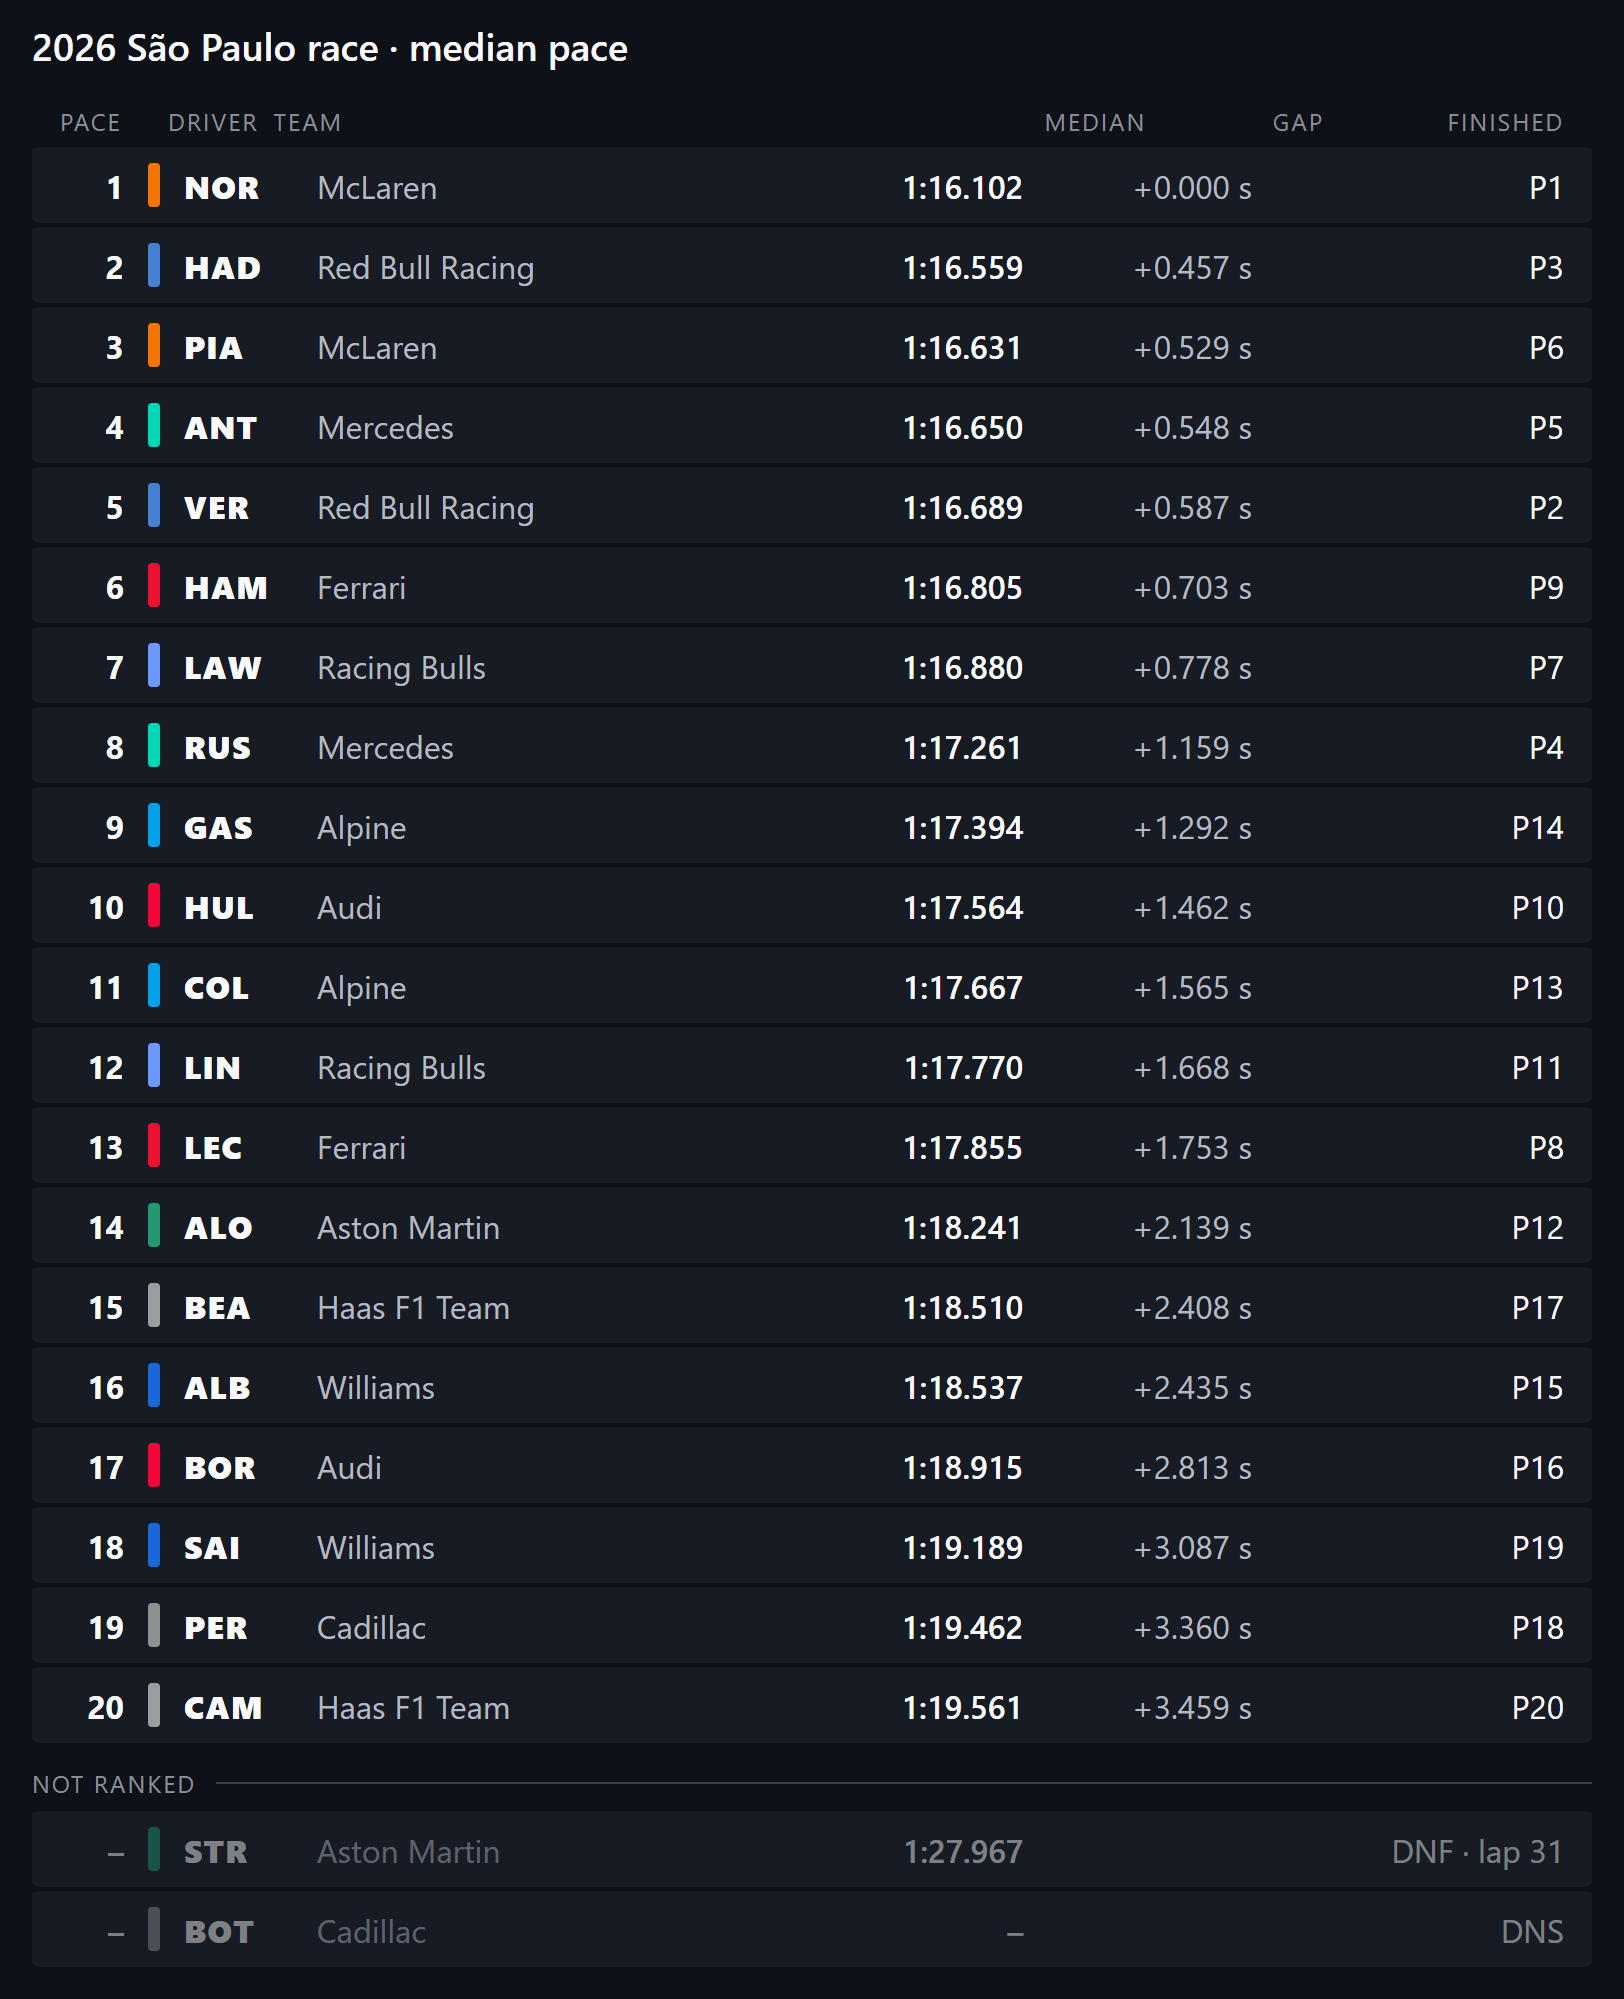 2026 São Paulo race · median pace
PACE DRIVER TEAM MEDIAN GAP FINISHED
1 NOR McLaren 1:16.102 +0.000 s P1
2 HAD Red Bull Racing 1:16.559 +0.457 s P3
3 PIA McLaren 1:16.631 +0.529 s P6
4 ANT Mercedes 1:16.650 +0.548 s P5
5 VER Red Bull Racing 1:16.689 +0.587 s P2
6 HAM Ferrari 1:16.805 +0.703 s P9
7 LAW Racing Bulls 1:16.880 +0.778 s P7
8 RUS Mercedes 1:17.261 +1.159 s P4
9 GAS Alpine 1:17.394 +1.292 s P14
10 HUL Audi 1:17.564 +1.462 s P10
11 COL Alpine 1:17.667 +1.565 s P13
12 LIN Racing Bulls 1:17.770 +1.668 s P11
13 LEC Ferrari 1:17.855 +1.753 s P8
14 ALO Aston Martin 1:18.241 +2.139 s P12
15 BEA Haas F1 Team 1:18.510 +2.408 s P17
16 ALB Williams 1:18.537 +2.435 s P15
17 BOR Audi 1:18.915 +2.813 s P16
18 SAI Williams 1:19.189 +3.087 s P19
19 PER Cadillac 1:19.462 +3.360 s P18
20 CAM Haas F1 Team 1:19.561 +3.459 s P20
NOT RANKED
– STR Aston Martin 1:27.967 DNF · lap 31
– BOT Cadillac – DNS